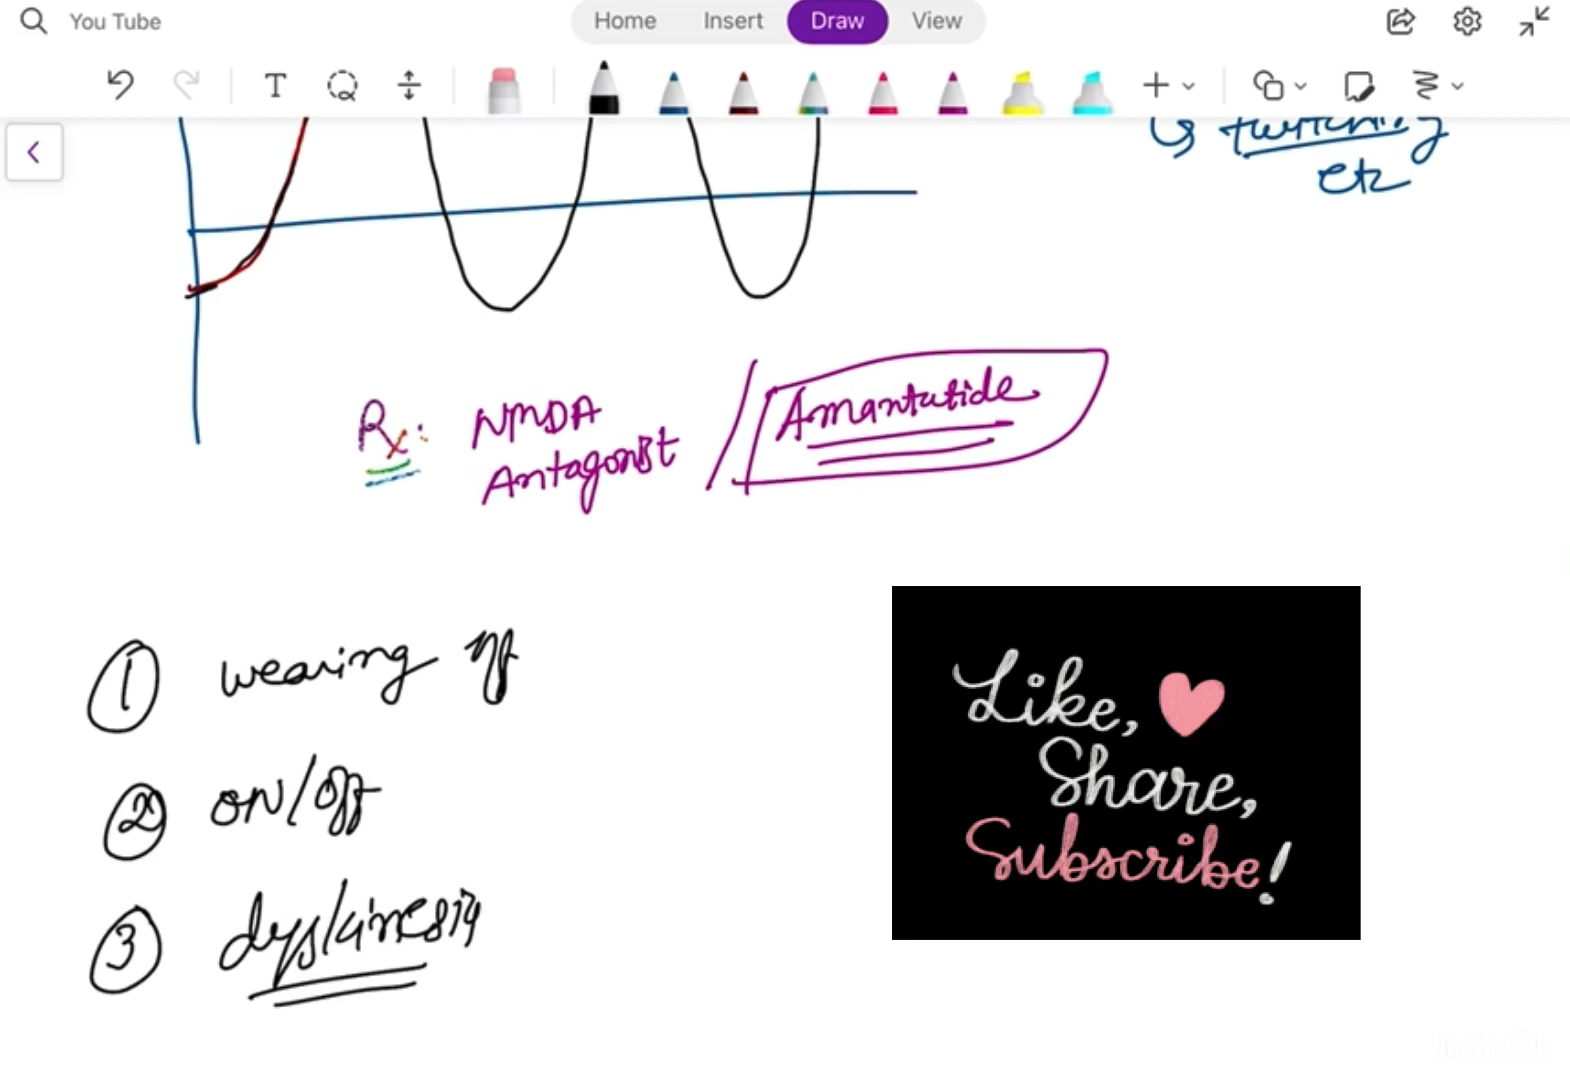 You Tube
Home Insert Draw View
T
twitching
etc
Rx: NMDA Antagonist / Amantatide
① wearing off
② ON/Off
③ dyskinesia
Like,
Share,
Subscribe!